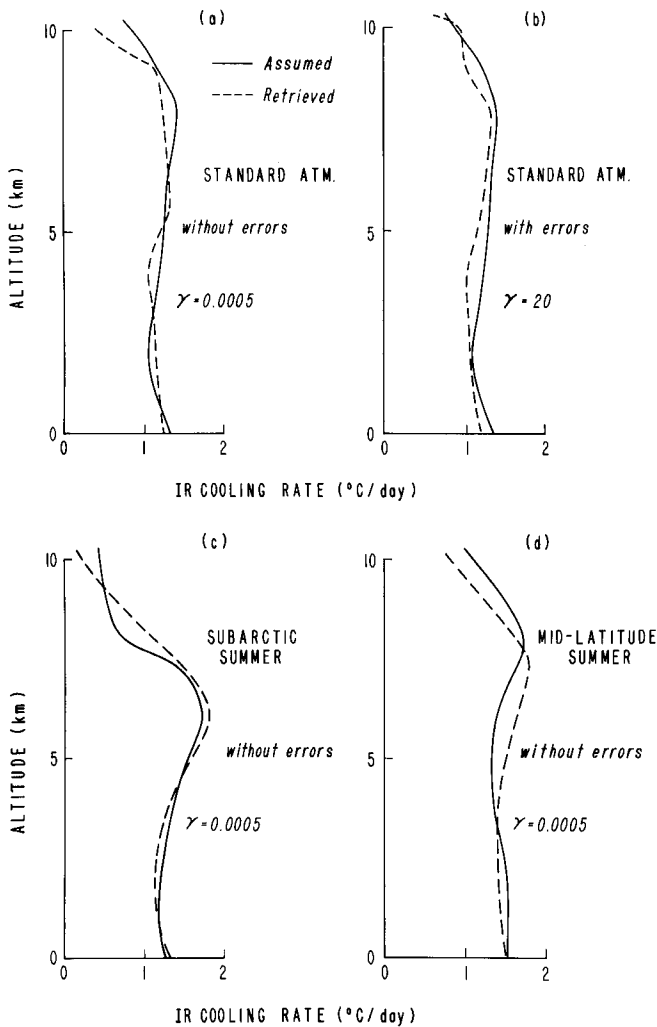 (a)
10
Assumed
Retrieved
STANDARD ATM.
without errors
5
γ=0.0005
0
0 1 2
ALTITUDE (km)
(b)
10
STANDARD ATM.
with errors
5
γ=20
0
0 1 2
IR COOLING RATE (°C/day)
(c)
10
SUBARCTIC
SUMMER
5
without errors
γ=0.0005
0
0 1 2
ALTITUDE (km)
(d)
10
MID-LATITUDE
SUMMER
5
without errors
γ=0.0005
0
0 1 2
IR COOLING RATE (°C/day)